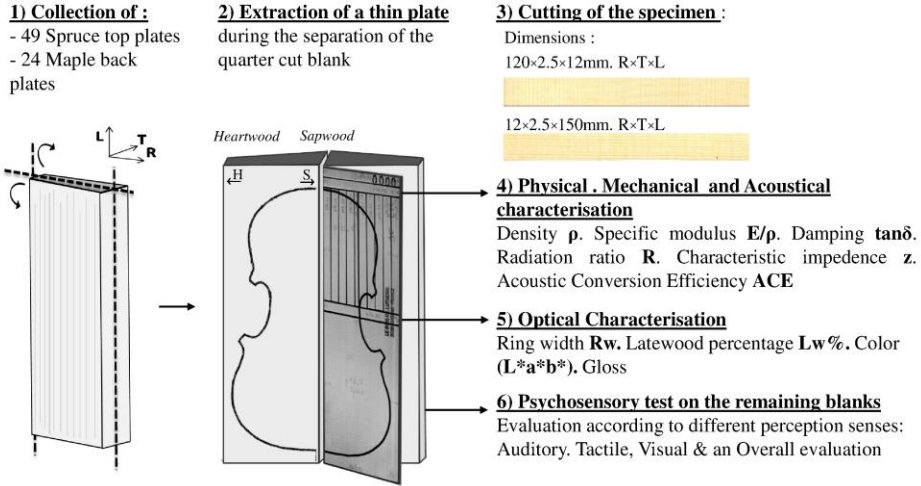 1) Collection of :
- 49 Spruce top plates
- 24 Maple back
plates
2) Extraction of a thin plate
during the separation of the
quarter cut blank
3) Cutting of the specimen :
Dimensions :
120×2.5×12mm. R×T×L
12×2.5×150mm. R×T×L
L
T
R
Heartwood Sapwood
H
S
4) Physical . Mechanical and Acoustical
characterisation
Density ρ. Specific modulus E/ρ. Damping tanδ.
Radiation ratio R. Characteristic impedence z.
Acoustic Conversion Efficiency ACE
5) Optical Characterisation
Ring width Rw. Latewood percentage Lw%. Color
(L*a*b*). Gloss
6) Psychosensory test on the remaining blanks
Evaluation according to different perception senses:
Auditory. Tactile, Visual & an Overall evaluation